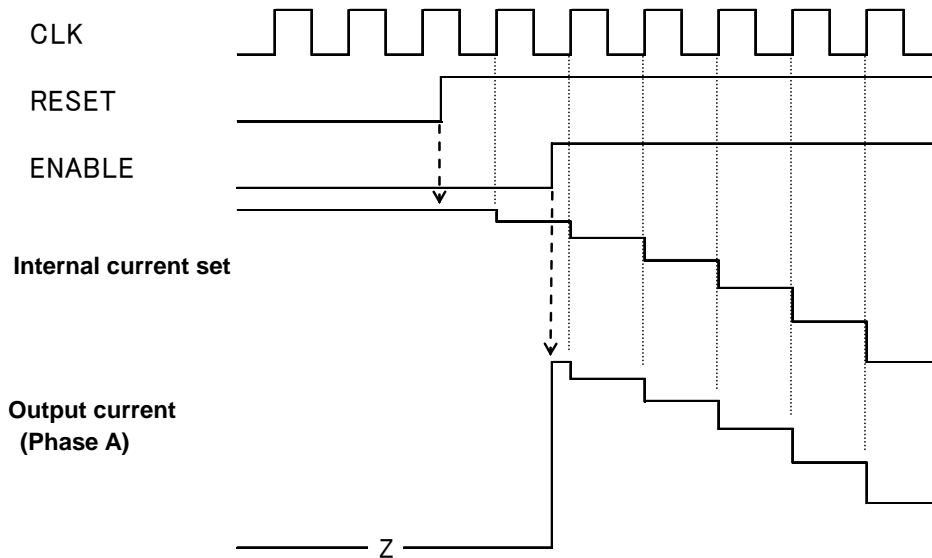 CLK
RESET
ENABLE
Internal current set
Output current
(Phase A)
Z